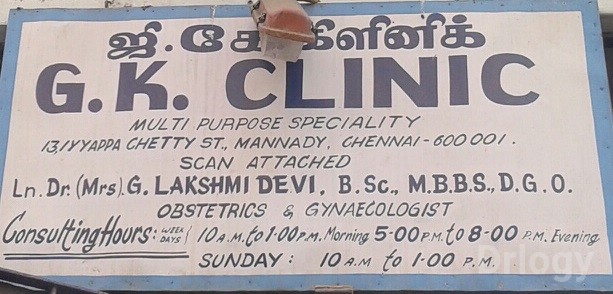 ஜி.கே கிளினிக்
G.K. CLINIC
MULTI PURPOSE SPECIALITY
13, IYYAPPA CHETTY ST., MANNADY, CHENNAI-600 001.
SCAN ATTACHED
Ln. Dr. (Mrs). G. LAKSHMI DEVI, B.Sc., M.B.B.S., D.G.O.
OBSTETRICS & GYNAECOLOGIST
Consulting Hours: WEEK DAYS / 10 A.M. to 1-00 P.M. Morning 5-00 P.M. to 8-00 P.M. Evening
SUNDAY: 10 A.M to 1-00 P.M.
Drlogy